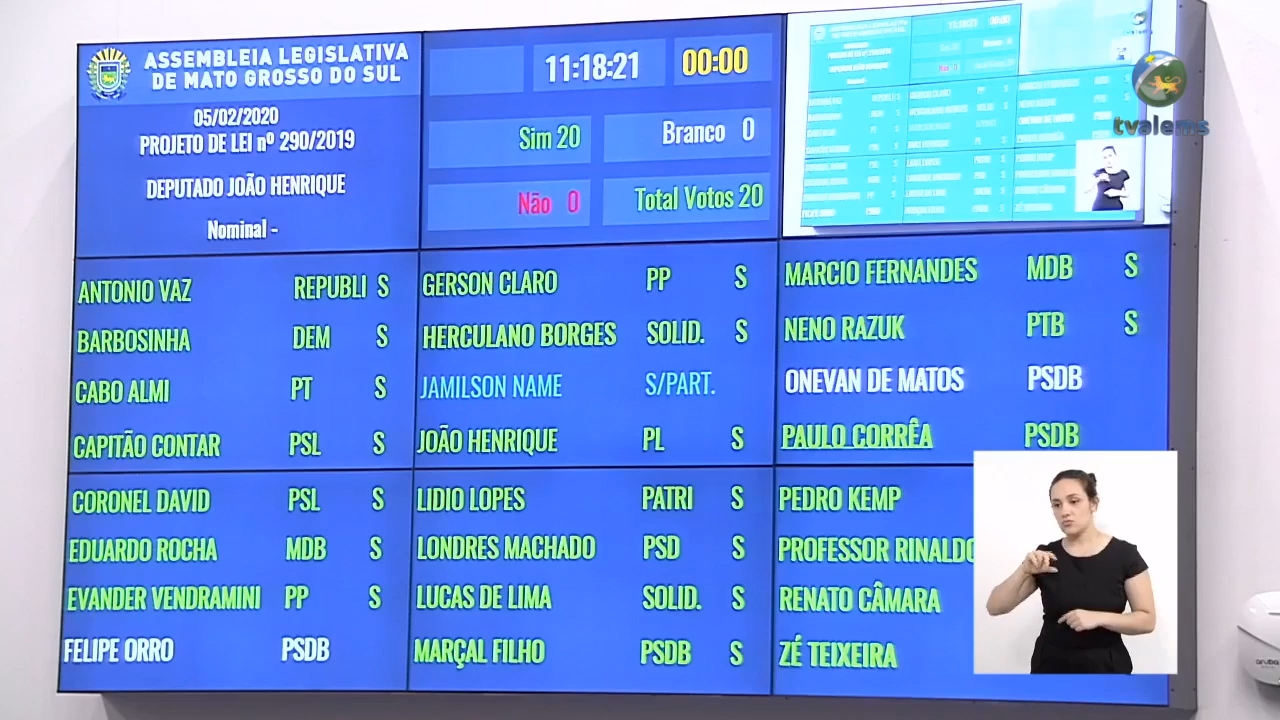 ASSEMBLEIA LEGISLATIVA
DE MATO GROSSO DO SUL
05/02/2020
PROJETO DE LEI nº 290/2019
DEPUTADO JOÃO HENRIQUE
Nominal -
11:18:21 00:00
Sim 20 Branco 0
Não 0 Total Votos 20
tvalems
ANTONIO VAZ REPUBLI S
BARBOSINHA DEM S
CABO ALMI PT S
CAPITÃO CONTAR PSL S
CORONEL DAVID PSL S
EDUARDO ROCHA MDB S
EVANDER VENDRAMINI PP S
FELIPE ORRO PSDB
GERSON CLARO PP S
HERCULANO BORGES SOLID. S
JAMILSON NAME S/PART.
JOÃO HENRIQUE PL S
LIDIO LOPES PATRI S
LONDRES MACHADO PSD S
LUCAS DE LIMA SOLID. S
MARÇAL FILHO PSDB S
MARCIO FERNANDES MDB S
NENO RAZUK PTB S
ONEVAN DE MATOS PSDB
PAULO CORRÊA PSDB
PEDRO KEMP
PROFESSOR RINALDO
RENATO CÂMARA
ZÉ TEIXEIRA